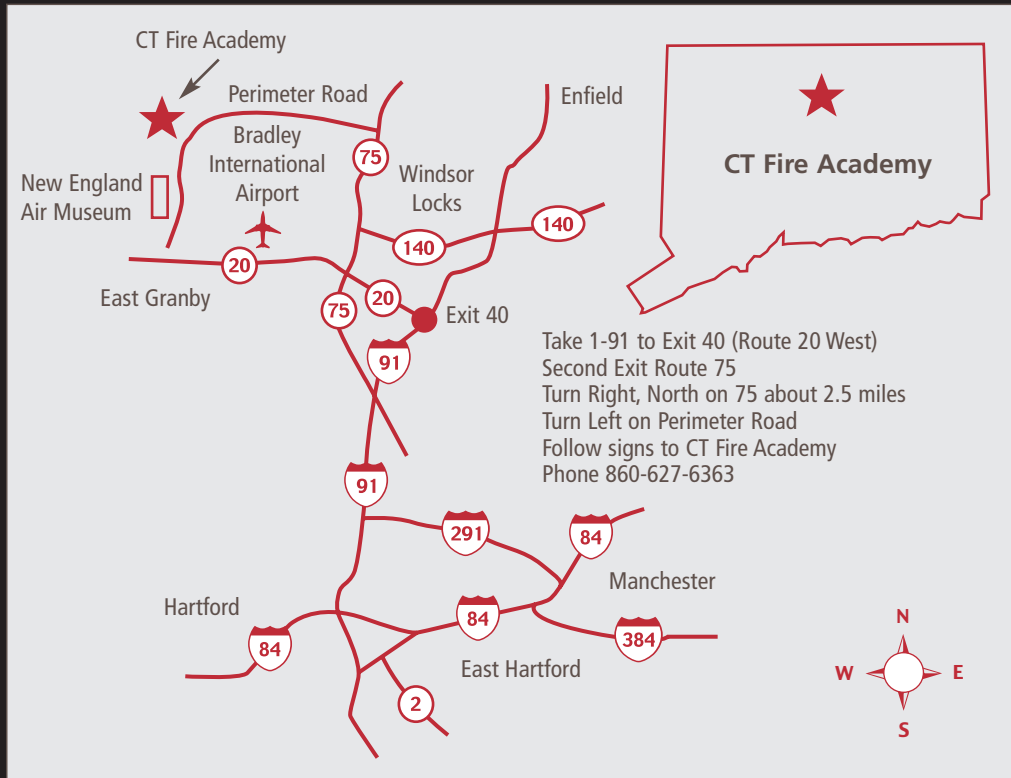 CT Fire Academy
Perimeter Road
Enfield
Bradley
International
Airport
75
Windsor
Locks
New England
Air Museum
140
140
20
East Granby
20
75
Exit 40
91
CT Fire Academy
Take 1-91 to Exit 40 (Route 20 West)
Second Exit Route 75
Turn Right, North on 75 about 2.5 miles
Turn Left on Perimeter Road
Follow signs to CT Fire Academy
Phone 860-627-6363
91
291
84
Manchester
Hartford
84
84
384
East Hartford
2
N
W
E
S